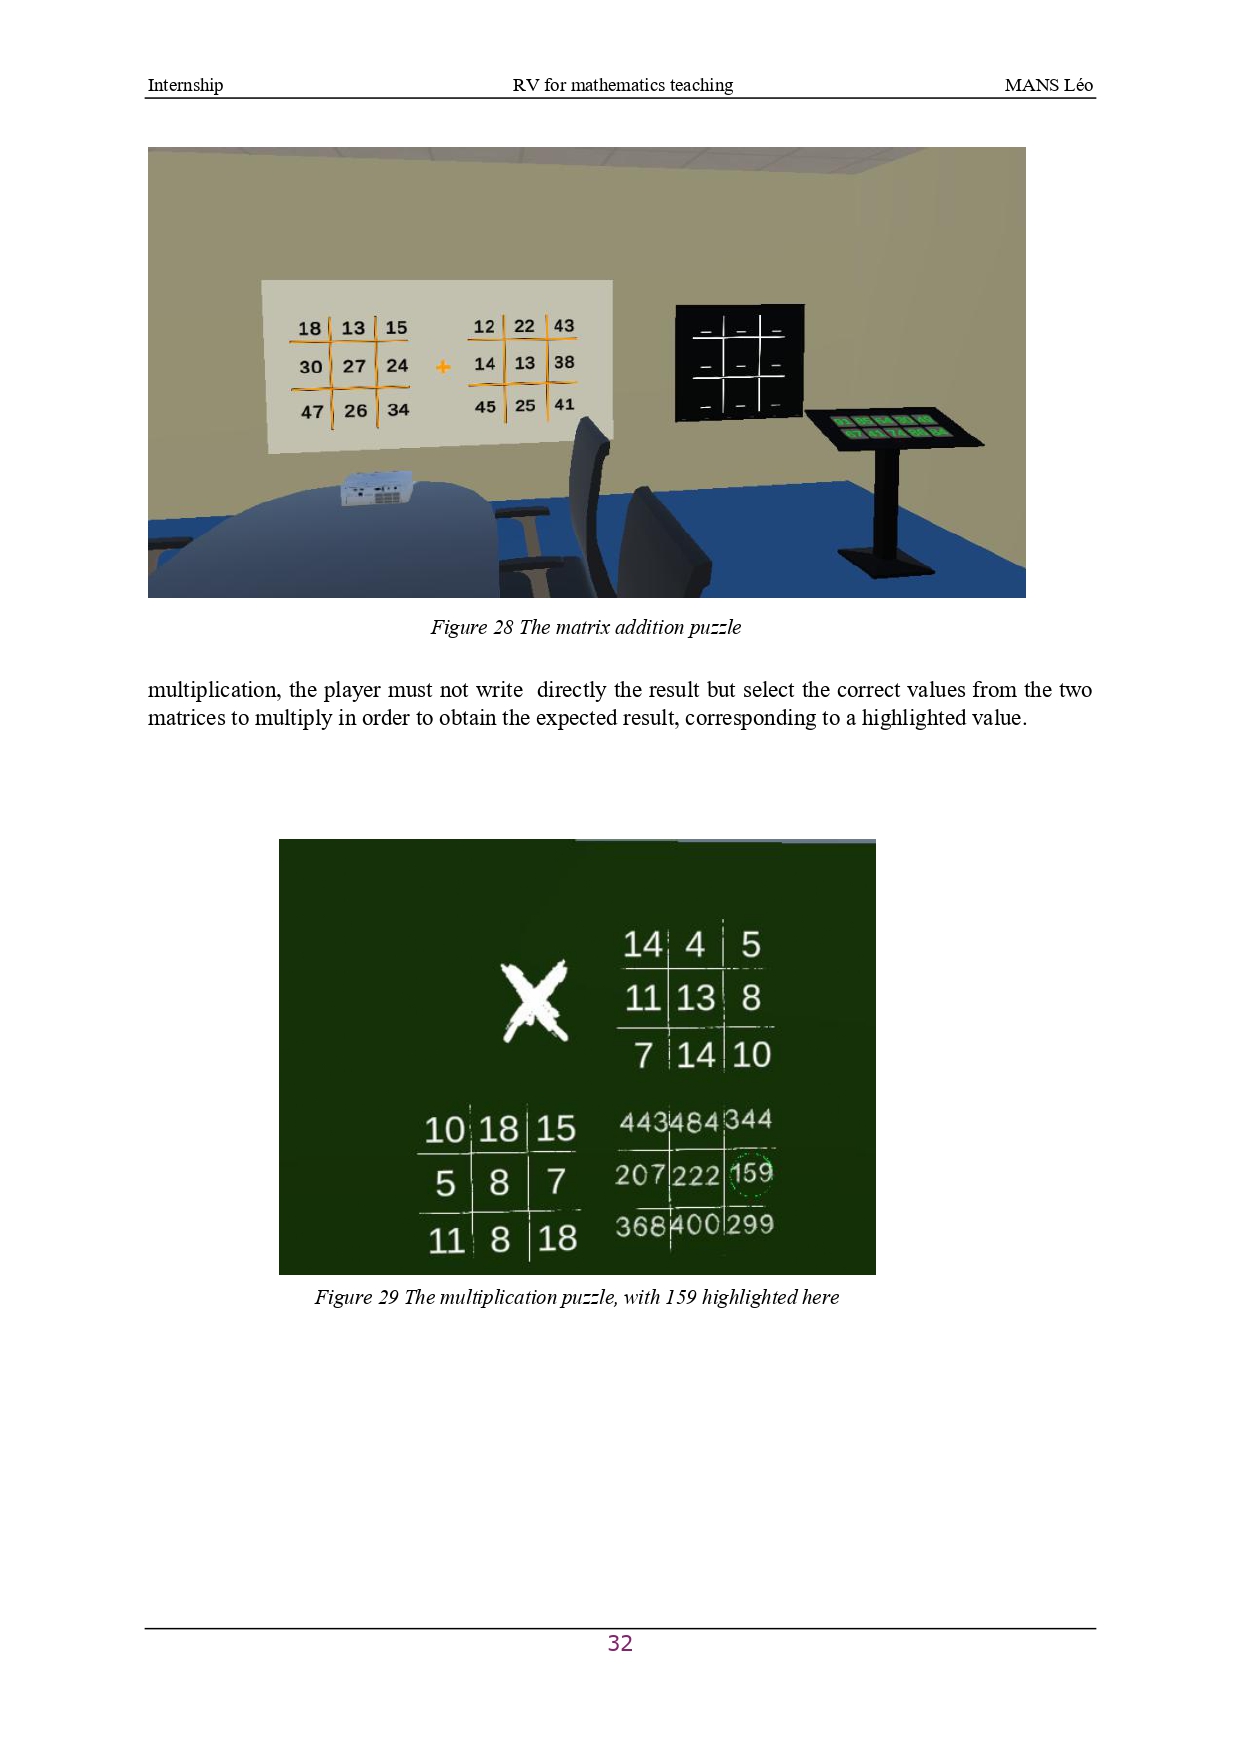 Internship RV for mathematics teaching MANS Léo
18 13 15 12 22 43
30 27 24 + 14 13 38
47 26 34 45 25 41
_ _ _
_ _ _
_ _ _
Figure 28 The matrix addition puzzle
multiplication, the player must not write directly the result but select the correct values from the two
matrices to multiply in order to obtain the expected result, corresponding to a highlighted value.
14 4 5
11 13 8
7 14 10
X
10 18 15 443 484 344
5 8 7 207 222 159
11 8 18 368 400 299
Figure 29 The multiplication puzzle, with 159 highlighted here
32